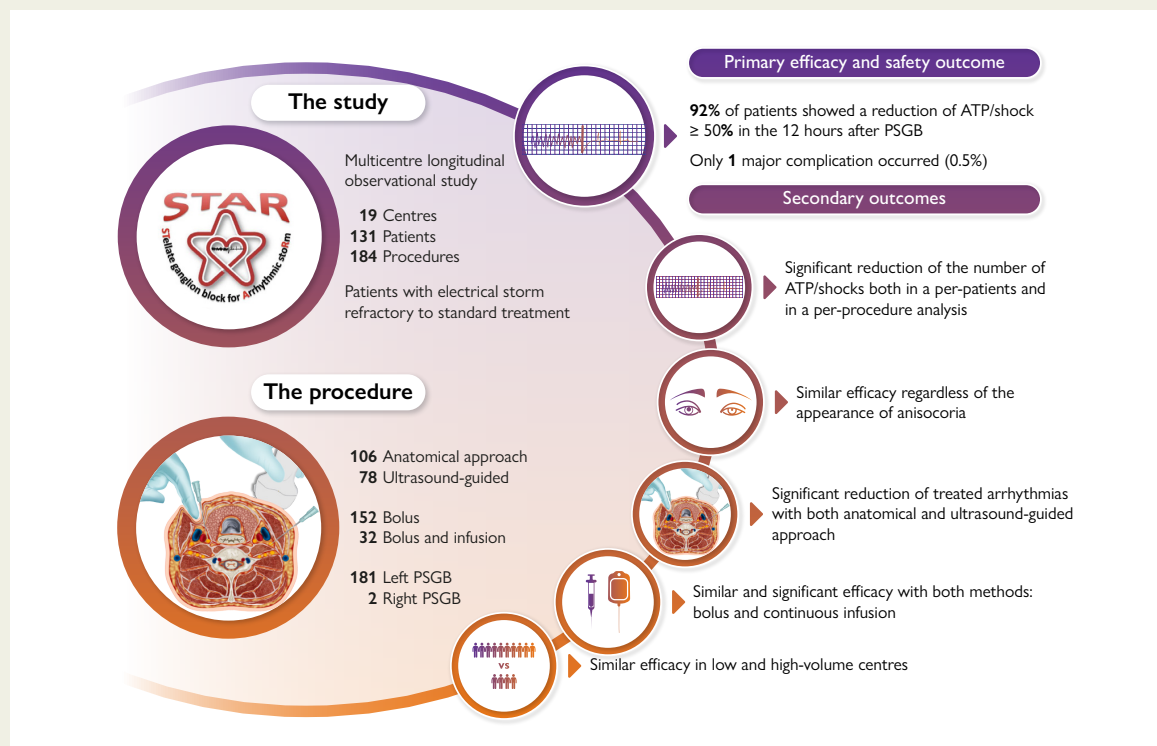 The study
STAR
STellate ganglion block for Arrhythmic stoRm
Multicentre longitudinal
observational study
19 Centres
131 Patients
184 Procedures
Patients with electrical storm
refractory to standard treatment
The procedure
106 Anatomical approach
78 Ultrasound-guided
152 Bolus
32 Bolus and infusion
181 Left PSGB
2 Right PSGB
Primary efficacy and safety outcome
92% of patients showed a reduction of ATP/shock
≥ 50% in the 12 hours after PSGB
Only 1 major complication occurred (0.5%)
Secondary outcomes
Significant reduction of the number of
ATP/shocks both in a per-patients and
in a per-procedure analysis
Similar efficacy regardless of the
appearance of anisocoria
Significant reduction of treated arrhythmias
with both anatomical and ultrasound-guided
approach
Similar and significant efficacy with both methods:
bolus and continuous infusion
vs
Similar efficacy in low and high-volume centres